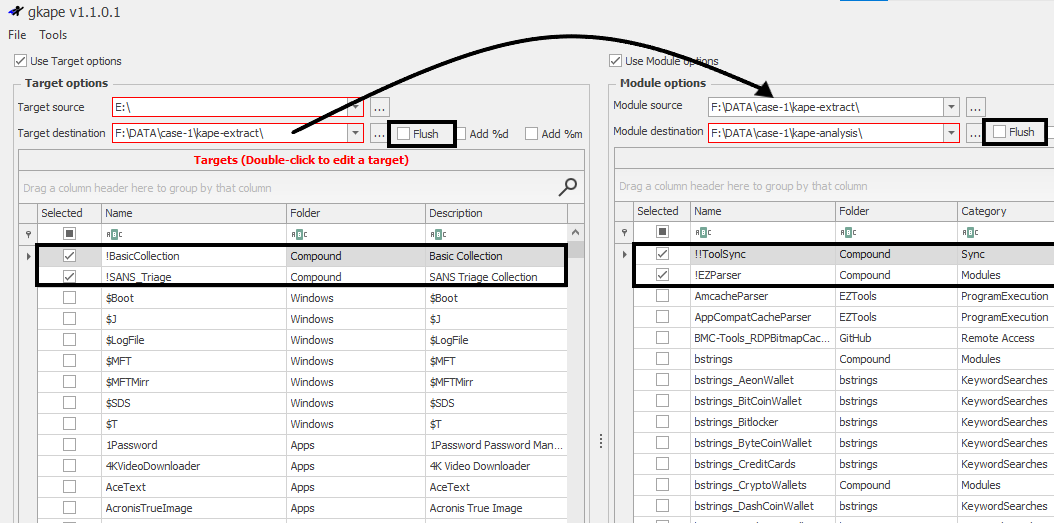 gkape v1.1.0.1
File Tools
Use Target options
Target options
Target source E:\ ...
Target destination F:\DATA\case-1\kape-extract\ ... Flush Add %d Add %m
Targets (Double-click to edit a target)
Drag a column header here to group by that column
Selected Name Folder Description
ABC ABC ABC
!BasicCollection Compound Basic Collection
!SANS_Triage Compound SANS Triage Collection
$Boot Windows $Boot
$J Windows $J
$LogFile Windows $LogFile
$MFT Windows $MFT
$MFTMirr Windows $MFTMirr
$SDS Windows $SDS
$T Windows $T
1Password Apps 1Password Password Man...
4KVideoDownloader Apps 4K Video Downloader
AceText Apps AceText
AcronisTrueImage Apps Acronis True Image
Use Module options
Module options
Module source F:\DATA\case-1\kape-extract\ ...
Module destination F:\DATA\case-1\kape-analysis\ ... Flush
Drag a column header here to group by that column
Selected Name Folder Category
ABC ABC ABC
!!ToolSync Compound Sync
!EZParser Compound Modules
AmcacheParser EZTools ProgramExecution
AppCompatCacheParser EZTools ProgramExecution
BMC-Tools_RDPBitmapCac... GitHub Remote Access
bstrings Compound Modules
bstrings_AeonWallet bstrings KeywordSearches
bstrings_BitCoinWallet bstrings KeywordSearches
bstrings_Bitlocker bstrings KeywordSearches
bstrings_ByteCoinWallet bstrings KeywordSearches
bstrings_CreditCards bstrings KeywordSearches
bstrings_CryptoWallets Compound Modules
bstrings_DashCoinWallet bstrings KeywordSearches